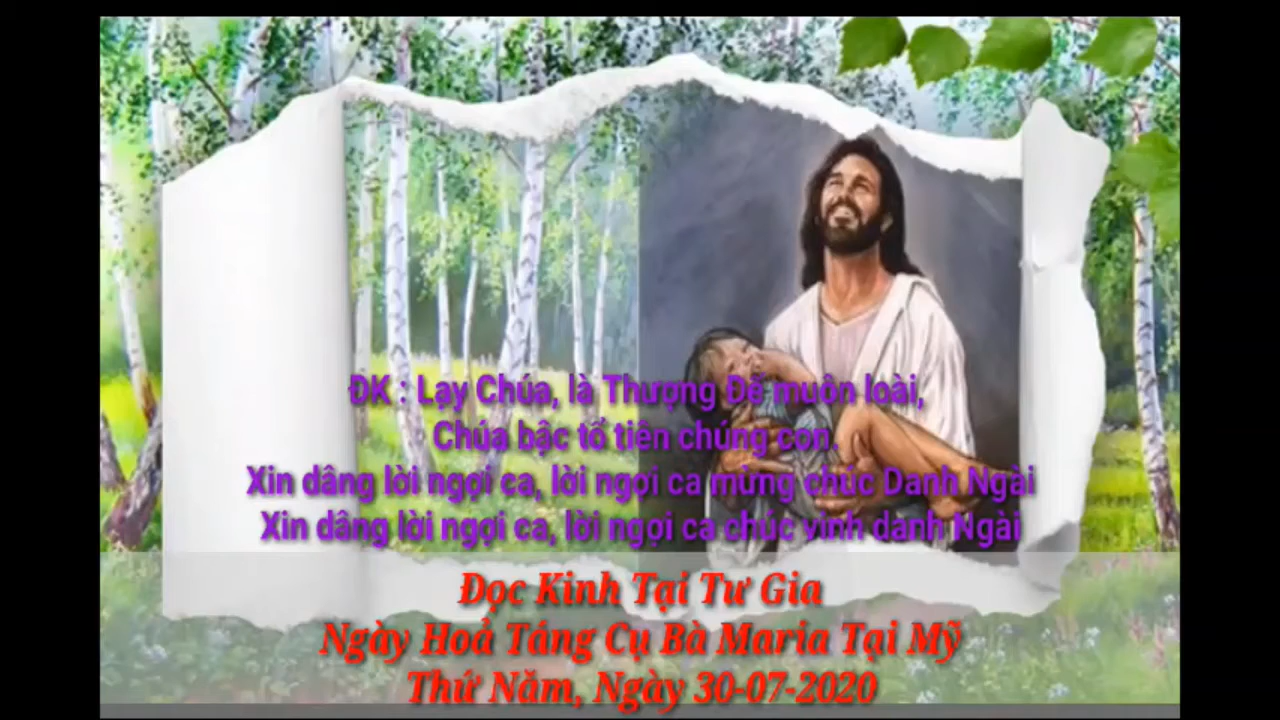 ĐK : Lạy Chúa, là Thượng Đế muôn loài,
Chúa bậc tổ tiên chúng con.
Xin dâng lời ngợi ca, lời ngợi ca mừng chúc Danh Ngài
Xin dâng lời ngợi ca, lời ngợi ca chúc vinh danh Ngài
Đọc Kinh Tại Tư Gia
Ngày Hoả Táng Cụ Bà Maria Tại Mỹ
Thứ Năm, Ngày 30-07-2020